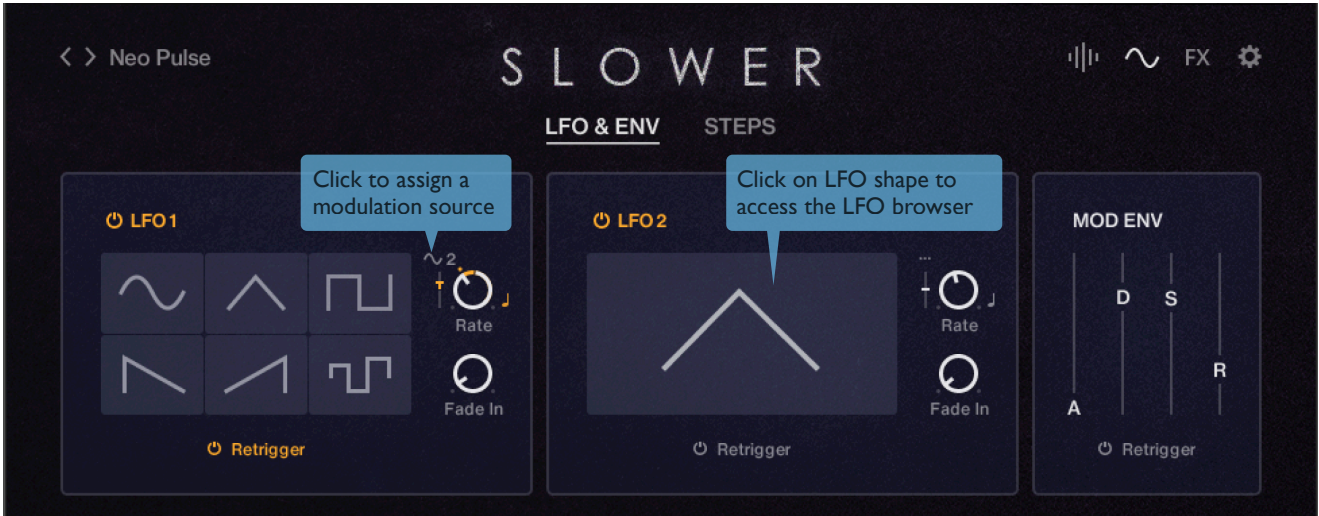 Neo Pulse
SLOWER
FX
LFO & ENV
STEPS
Click to assign a
modulation source
Click on LFO shape to
access the LFO browser
LFO 1
2
Rate
Fade In
Retrigger
LFO 2
...
Rate
Fade In
Retrigger
MOD ENV
A
D
S
R
Retrigger